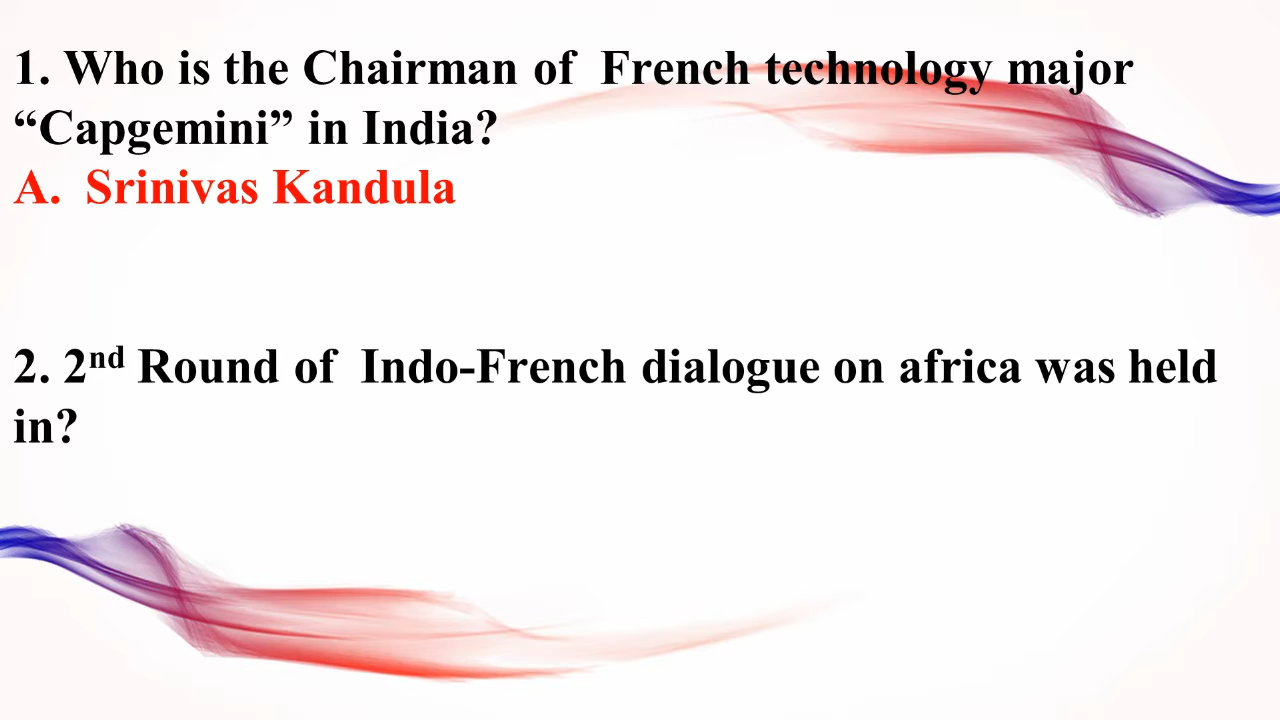 1. Who is the Chairman of  French technology major
“Capgemini” in India?
A.  Srinivas Kandula
2. 2nd Round of  Indo-French dialogue on africa was held
in?